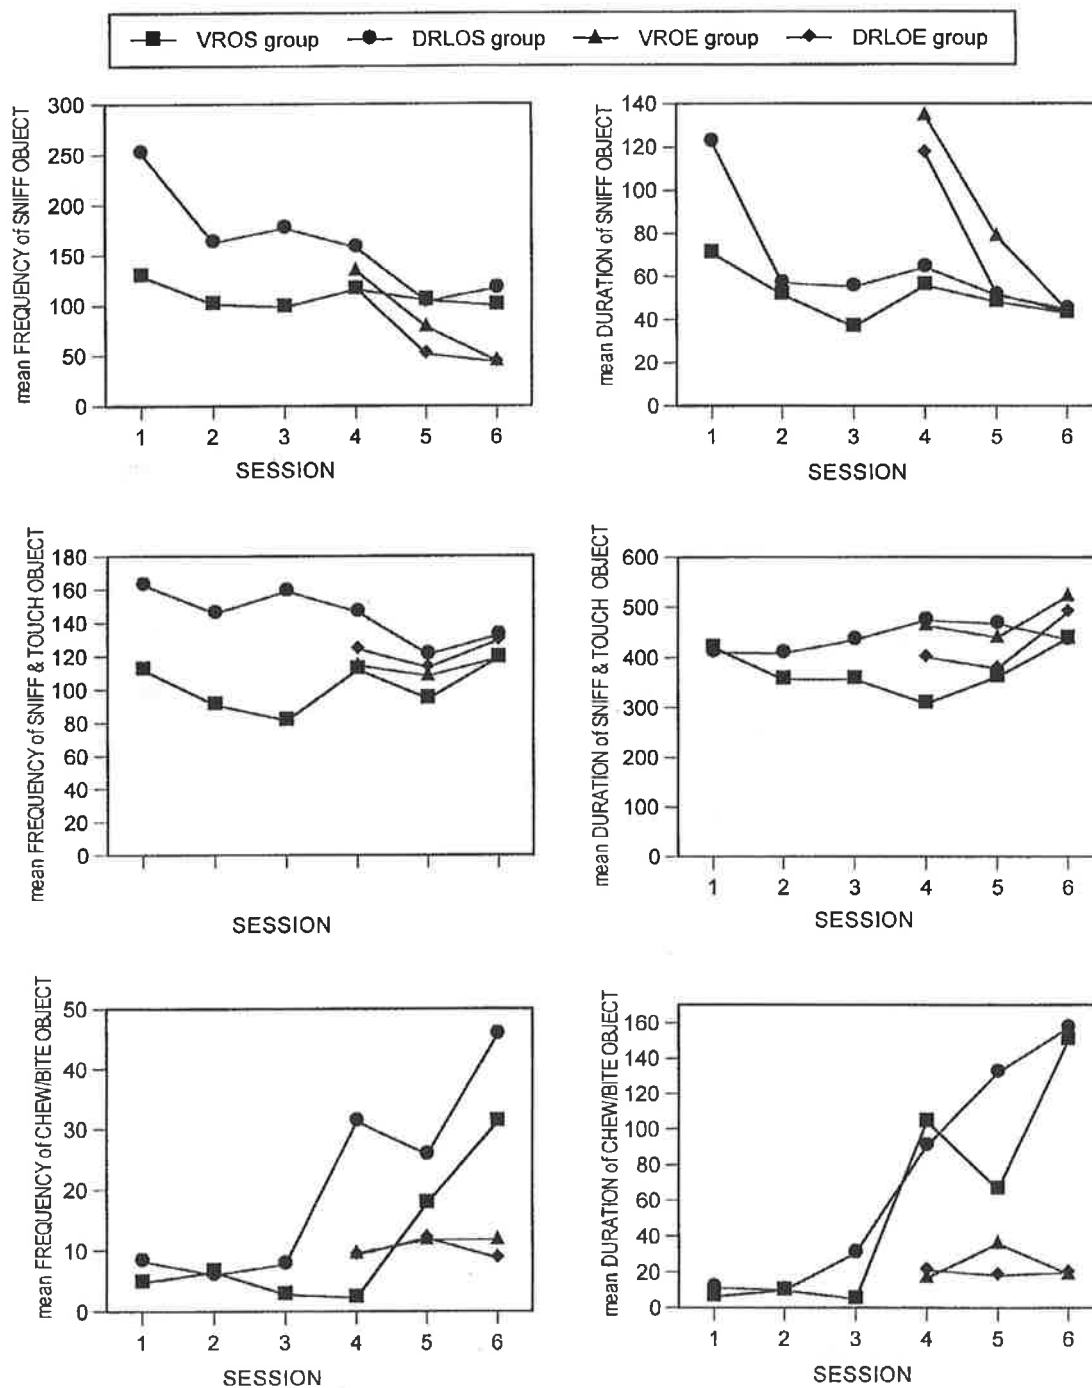 VROS group DRLOS group VROE group DRLOE group
mean FREQUENCY of SNIFF OBJECT
300
250
200
150
100
50
0
1 2 3 4 5 6
SESSION
mean DURATION of SNIFF OBJECT
140
120
100
80
60
40
20
0
1 2 3 4 5 6
SESSION
mean FREQUENCY of SNIFF & TOUCH OBJECT
180
160
140
120
100
80
60
40
20
0
SESSION
mean DURATION of SNIFF & TOUCH OBJECT
600
500
400
300
200
100
0
1 2 3 4 5 6
SESSION
mean FREQUENCY of CHEW/BITE OBJECT
50
40
30
20
10
0
1 2 3 4 5 6
SESSION
mean DURATION of CHEW/BITE OBJECT
160
140
120
100
80
60
40
20
0
1 2 3 4 5 6
SESSION